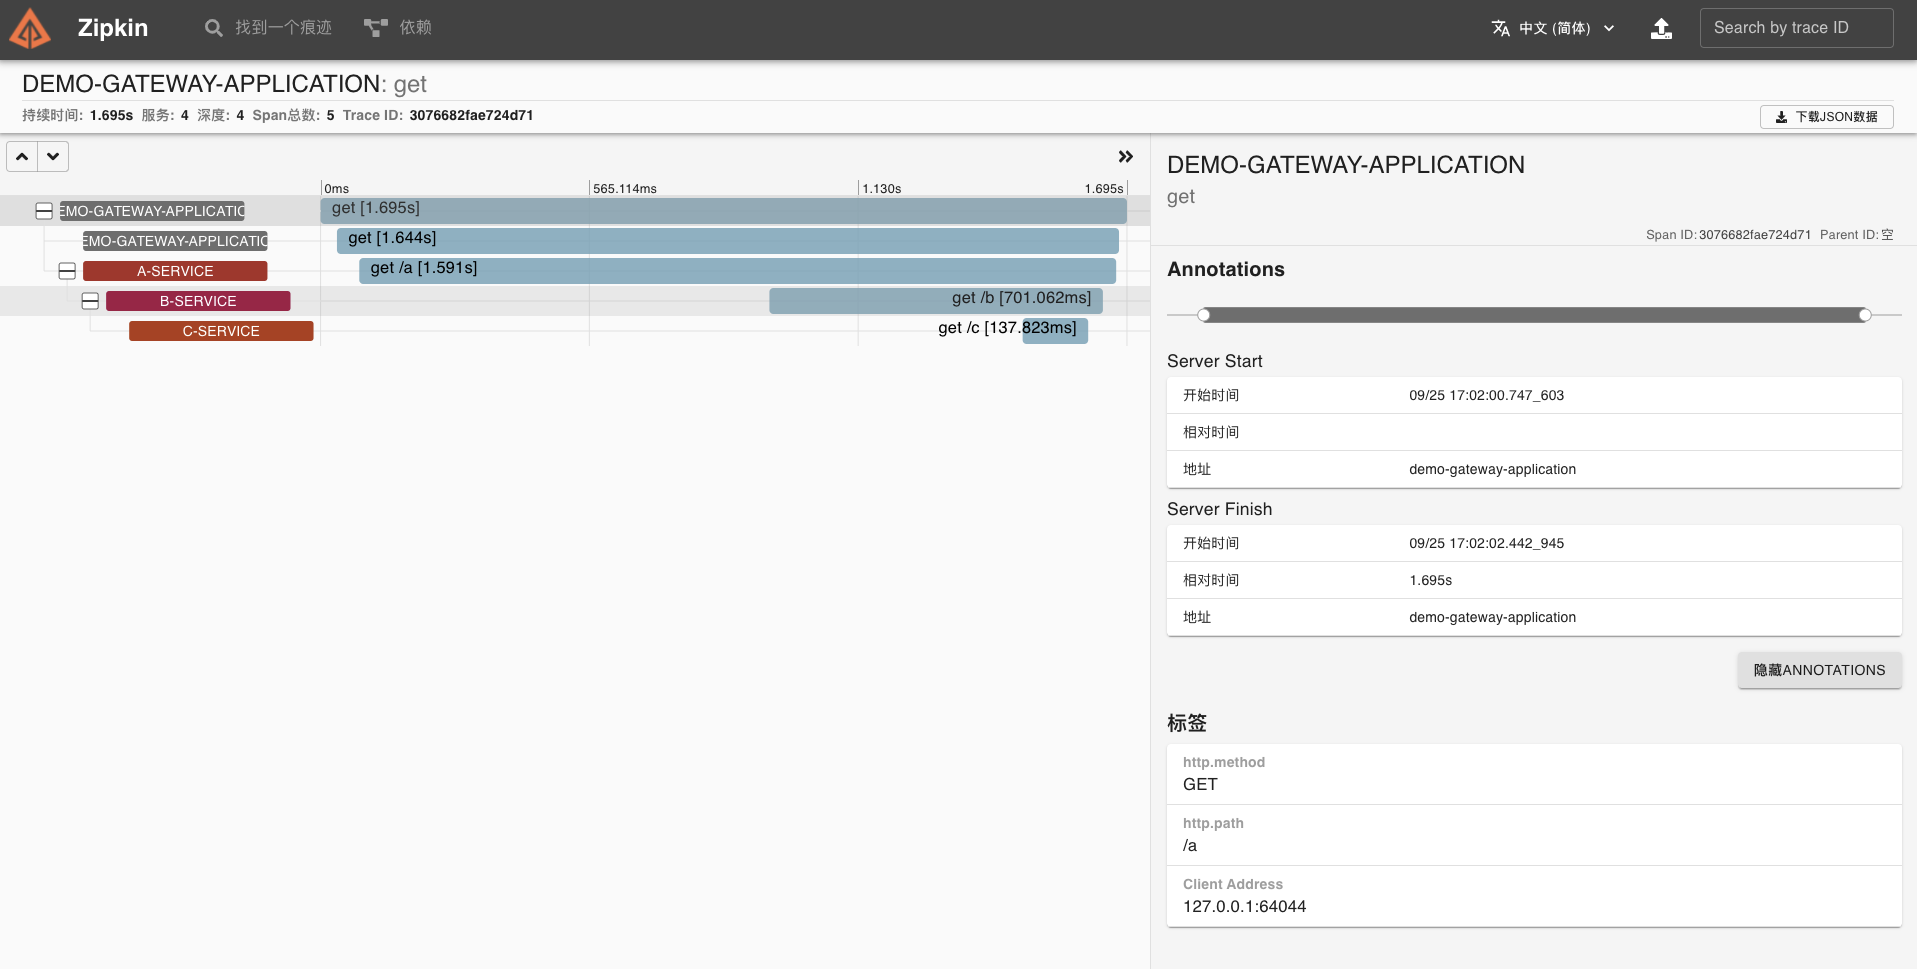 Zipkin
找到一个痕迹
依赖
中文 (简体)
Search by trace ID
DEMO-GATEWAY-APPLICATION: get
持续时间: 1.695s 服务: 4 深度: 4 Span总数: 5 Trace ID: 3076682fae724d71
下载JSON数据
0ms 565.114ms 1.130s 1.695s
EMO-GATEWAY-APPLICATIO get [1.695s]
EMO-GATEWAY-APPLICATIO get [1.644s]
A-SERVICE get /a [1.591s]
B-SERVICE get /b [701.062ms]
C-SERVICE get /c [137.823ms]
DEMO-GATEWAY-APPLICATION
get
Span ID: 3076682fae724d71 Parent ID: 空
Annotations
Server Start
开始时间 09/25 17:02:00.747_603
相对时间
地址 demo-gateway-application
Server Finish
开始时间 09/25 17:02:02.442_945
相对时间 1.695s
地址 demo-gateway-application
隐藏ANNOTATIONS
标签
http.method
GET
http.path
/a
Client Address
127.0.0.1:64044